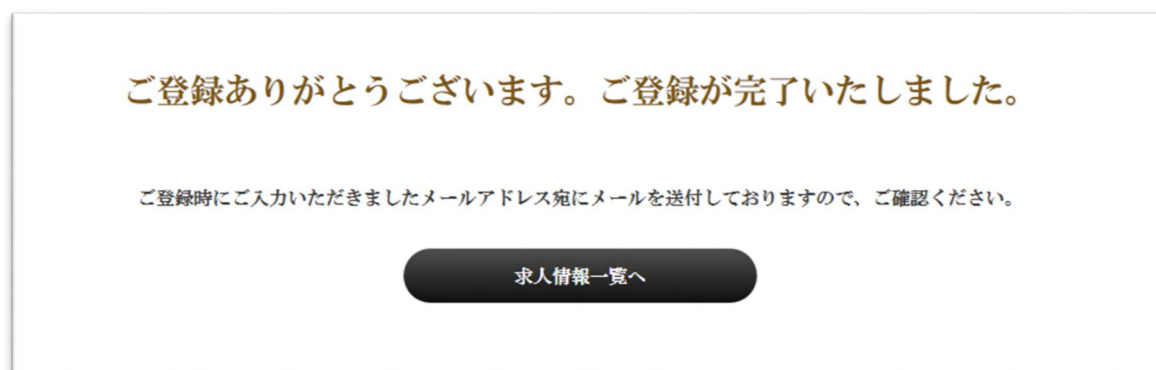 ご登録ありがとうございます。ご登録が完了いたしました。
ご登録時にご入力いただきましたメールアドレス宛にメールを送付しておりますので、ご確認ください。
求人情報一覧へ